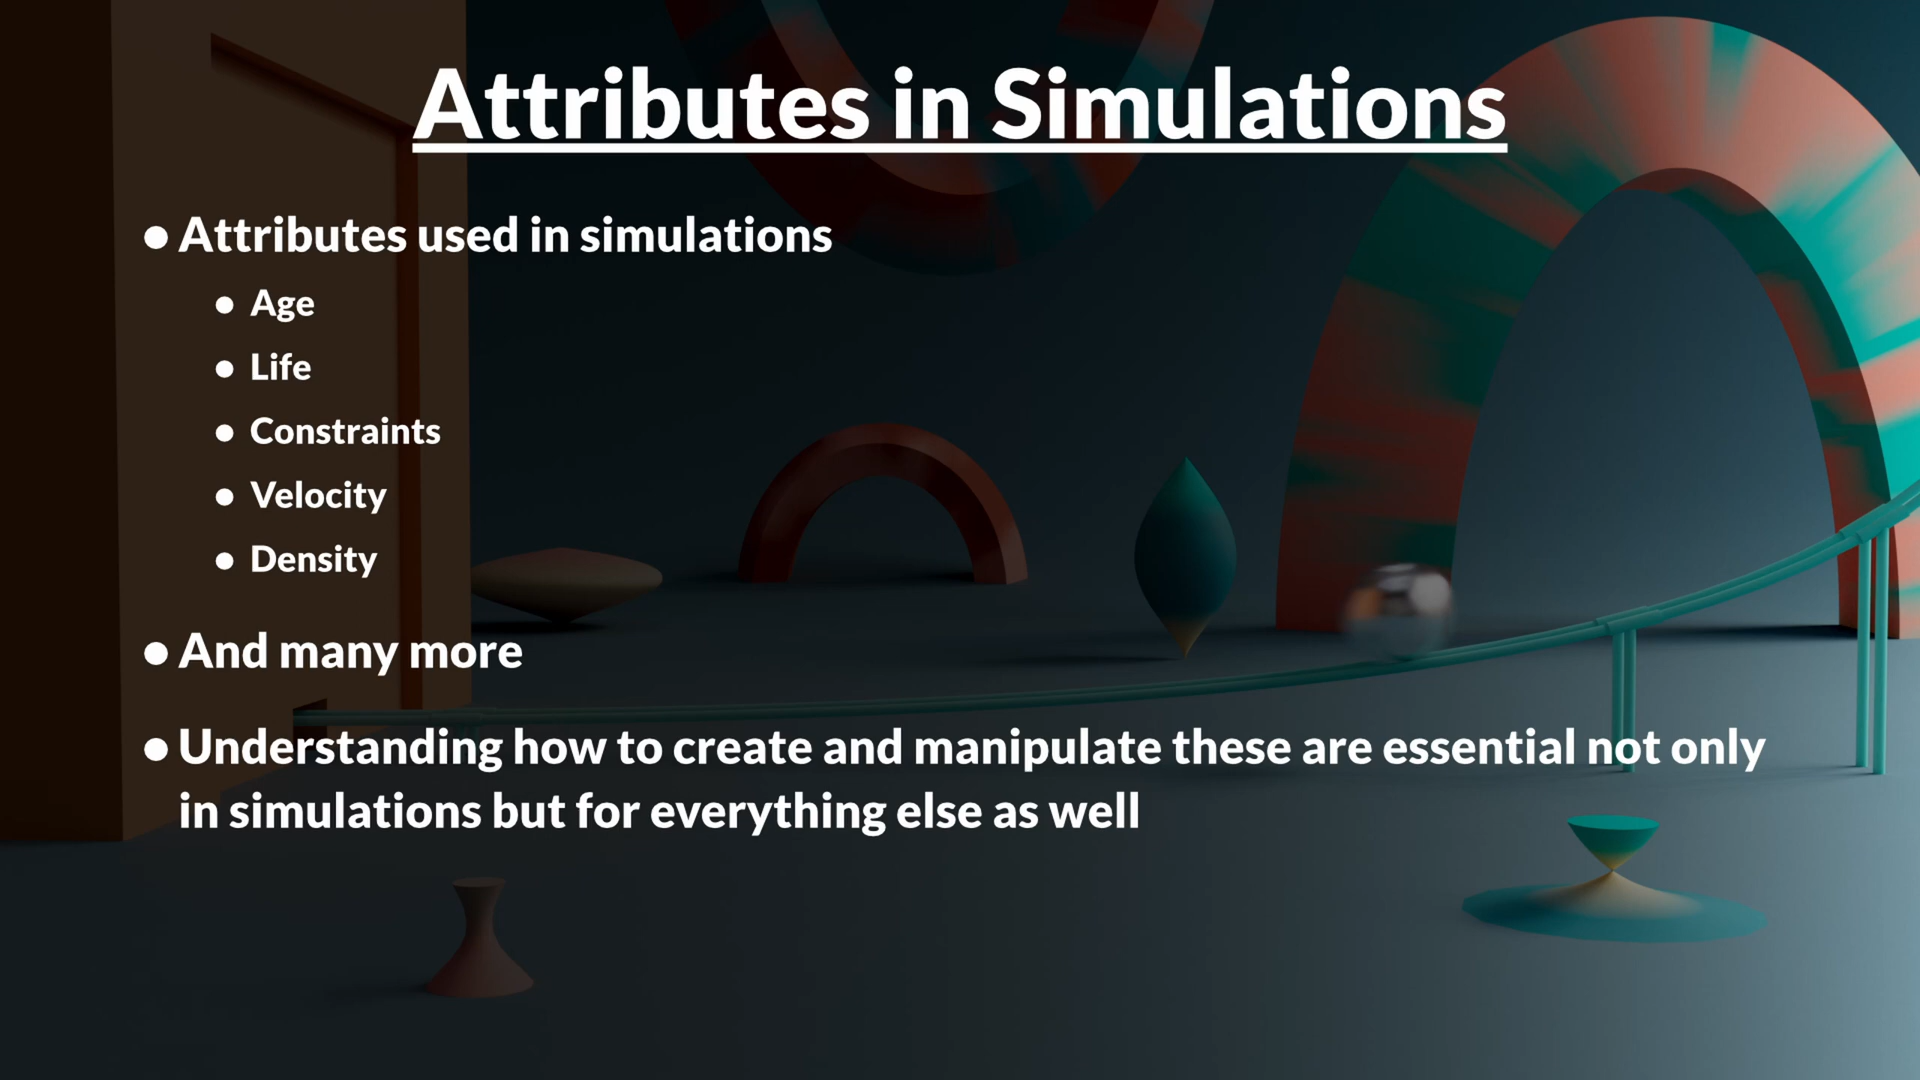 Attributes in Simulations
• Attributes used in simulations
• Age
• Life
• Constraints
• Velocity
• Density
• And many more
• Understanding how to create and manipulate these are essential not only
in simulations but for everything else as well